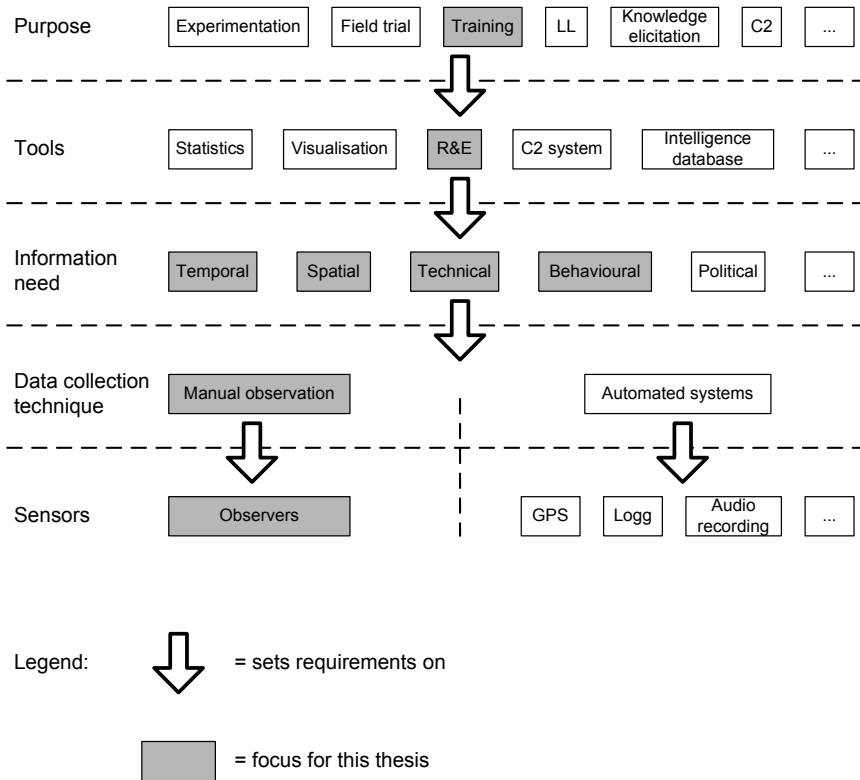 Purpose
Experimentation
Field trial
Training
LL
Knowledge
elicitation
C2
...
Tools
Statistics
Visualisation
R&E
C2 system
Intelligence
database
...
Information
need
Temporal
Spatial
Technical
Behavioural
Political
...
Data collection
technique
Manual observation
Automated systems
Sensors
Observers
GPS
Logg
Audio
recording
...
Legend:
= sets requirements on
= focus for this thesis